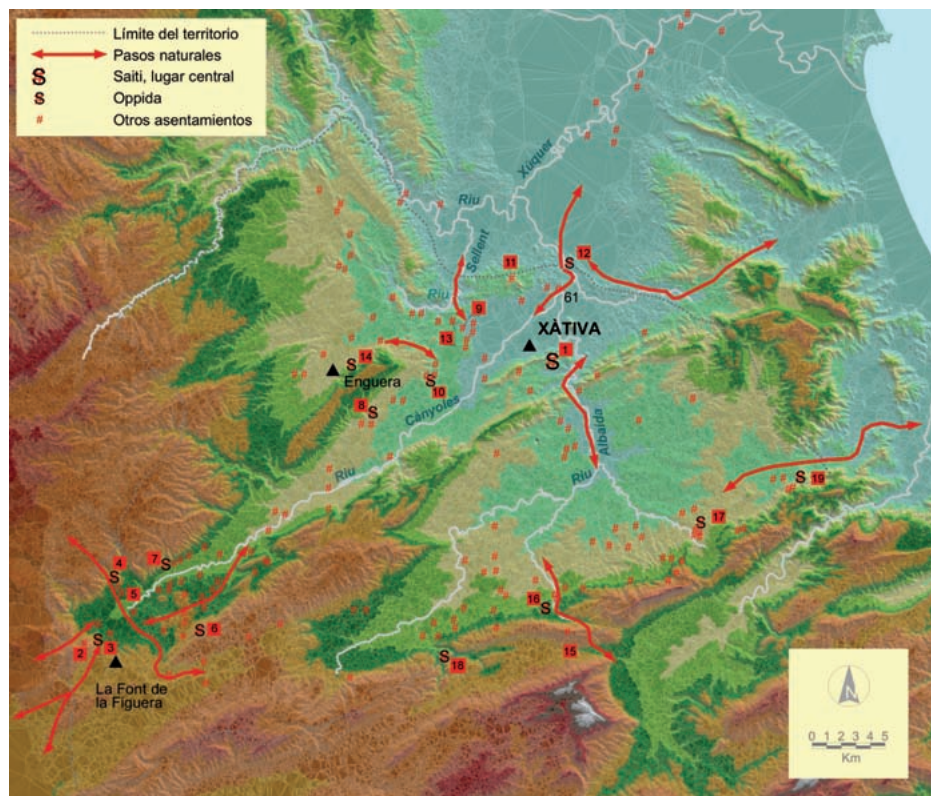 Límite del territorio
Pasos naturales
S Saiti, lugar central
S Oppida
# Otros asentamientos
Xúquer
Riu
Sellent
Riu
11
S 12
61
9
XÀTIVA
13
1
S
S 14
Enguera
S
10
8 S
Cànyoles
Riu
Albaida
Riu
S 19
S 17
4
S
7 S
5
16 S
S 6
2 S 3
15
S
18
La Font de
la Figuera
N
0 1 2 3 4 5
Km